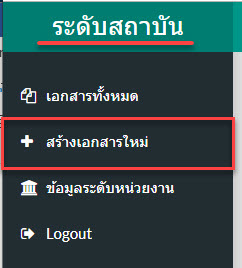 ระดับสถาบัน
เอกสารทั้งหมด
สร้างเอกสารใหม่
ข้อมูลระดับหน่วยงาน
Logout